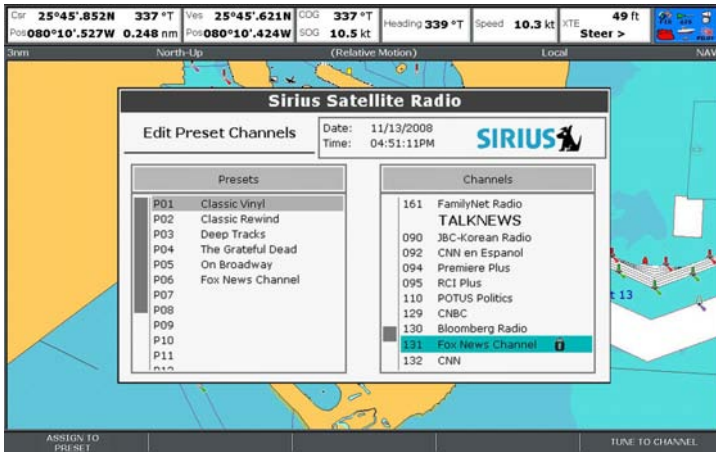 Csr 25°45'.852N 337 °T Ves 25°45'.621N COG 337 °T Heading 339 °T Speed 10.3 kt XTE 49 ft
Pos 080°10'.527W 0.248 nm Pos 080°10'.424W SOG 10.5 kt Steer >
3nm North-Up (Relative Motion) Local NAV
Sirius Satellite Radio
Edit Preset Channels
Date: 11/13/2008
Time: 04:51:11PM
SIRIUS
Presets
P01 Classic Vinyl
P02 Classic Rewind
P03 Deep Tracks
P04 The Grateful Dead
P05 On Broadway
P06 Fox News Channel
P07
P08
P09
P10
P11
P12
Channels
161 FamilyNet Radio
TALKNEWS
090 JBC-Korean Radio
092 CNN en Espanol
094 Premiere Plus
095 RCI Plus
110 POTUS Politics
129 CNBC
130 Bloomberg Radio
131 Fox News Channel
132 CNN
t 13
ASSIGN TO
PRESET
TUNE TO CHANNEL